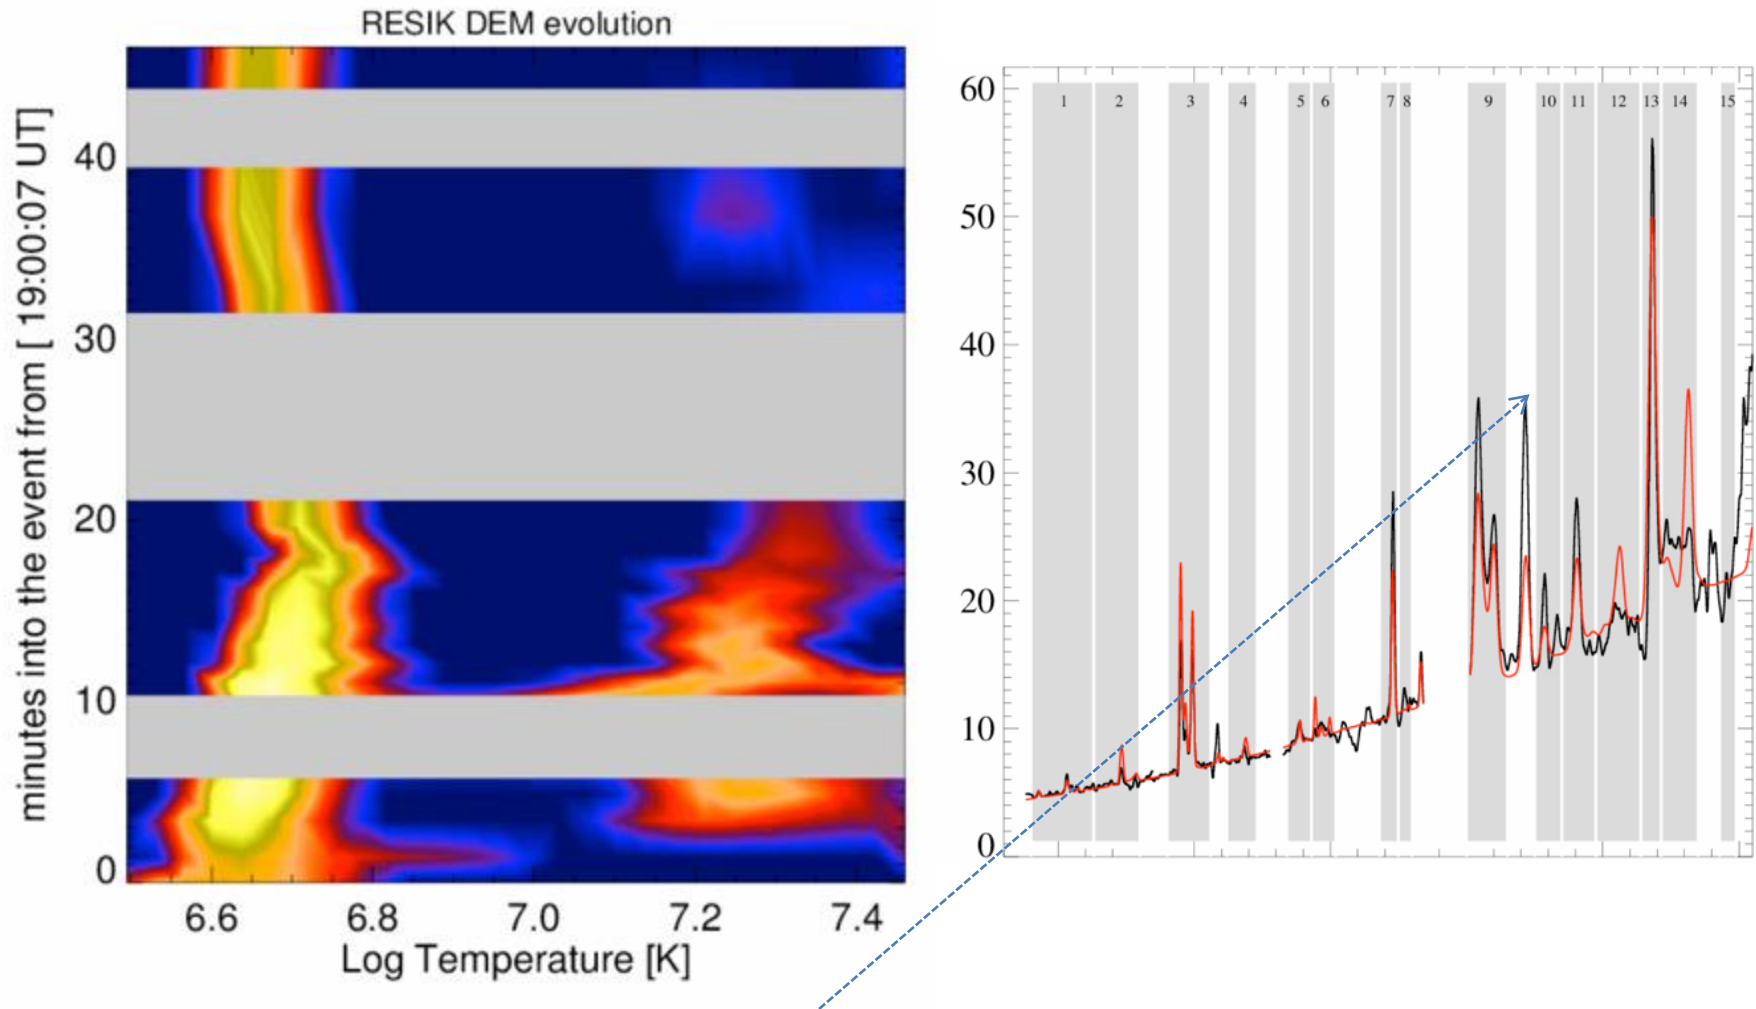 RESIK DEM evolution
minutes into the event from [ 19:00:07 UT]
40
30
20
10
0
6.6 6.8 7.0 7.2 7.4
Log Temperature [K]
60
50
40
30
20
10
0
1 2 3 4 5 6 7 8 9 10 11 12 13 14 15